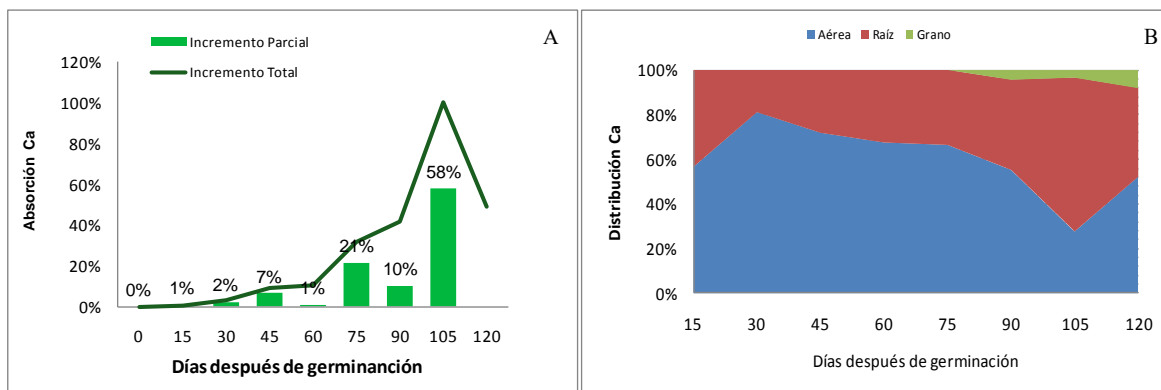 A
Incremento Parcial
Incremento Total
Absorción Ca
120%
100%
80%
60%
40%
20%
0%
0%
1%
2%
7%
1%
21%
10%
58%
0 15 30 45 60 75 90 105 120
Días después de germinanción
B
Aérea Raíz Grano
Distribución Ca
100%
80%
60%
40%
20%
0%
15 30 45 60 75 90 105 120
Días después de germinación